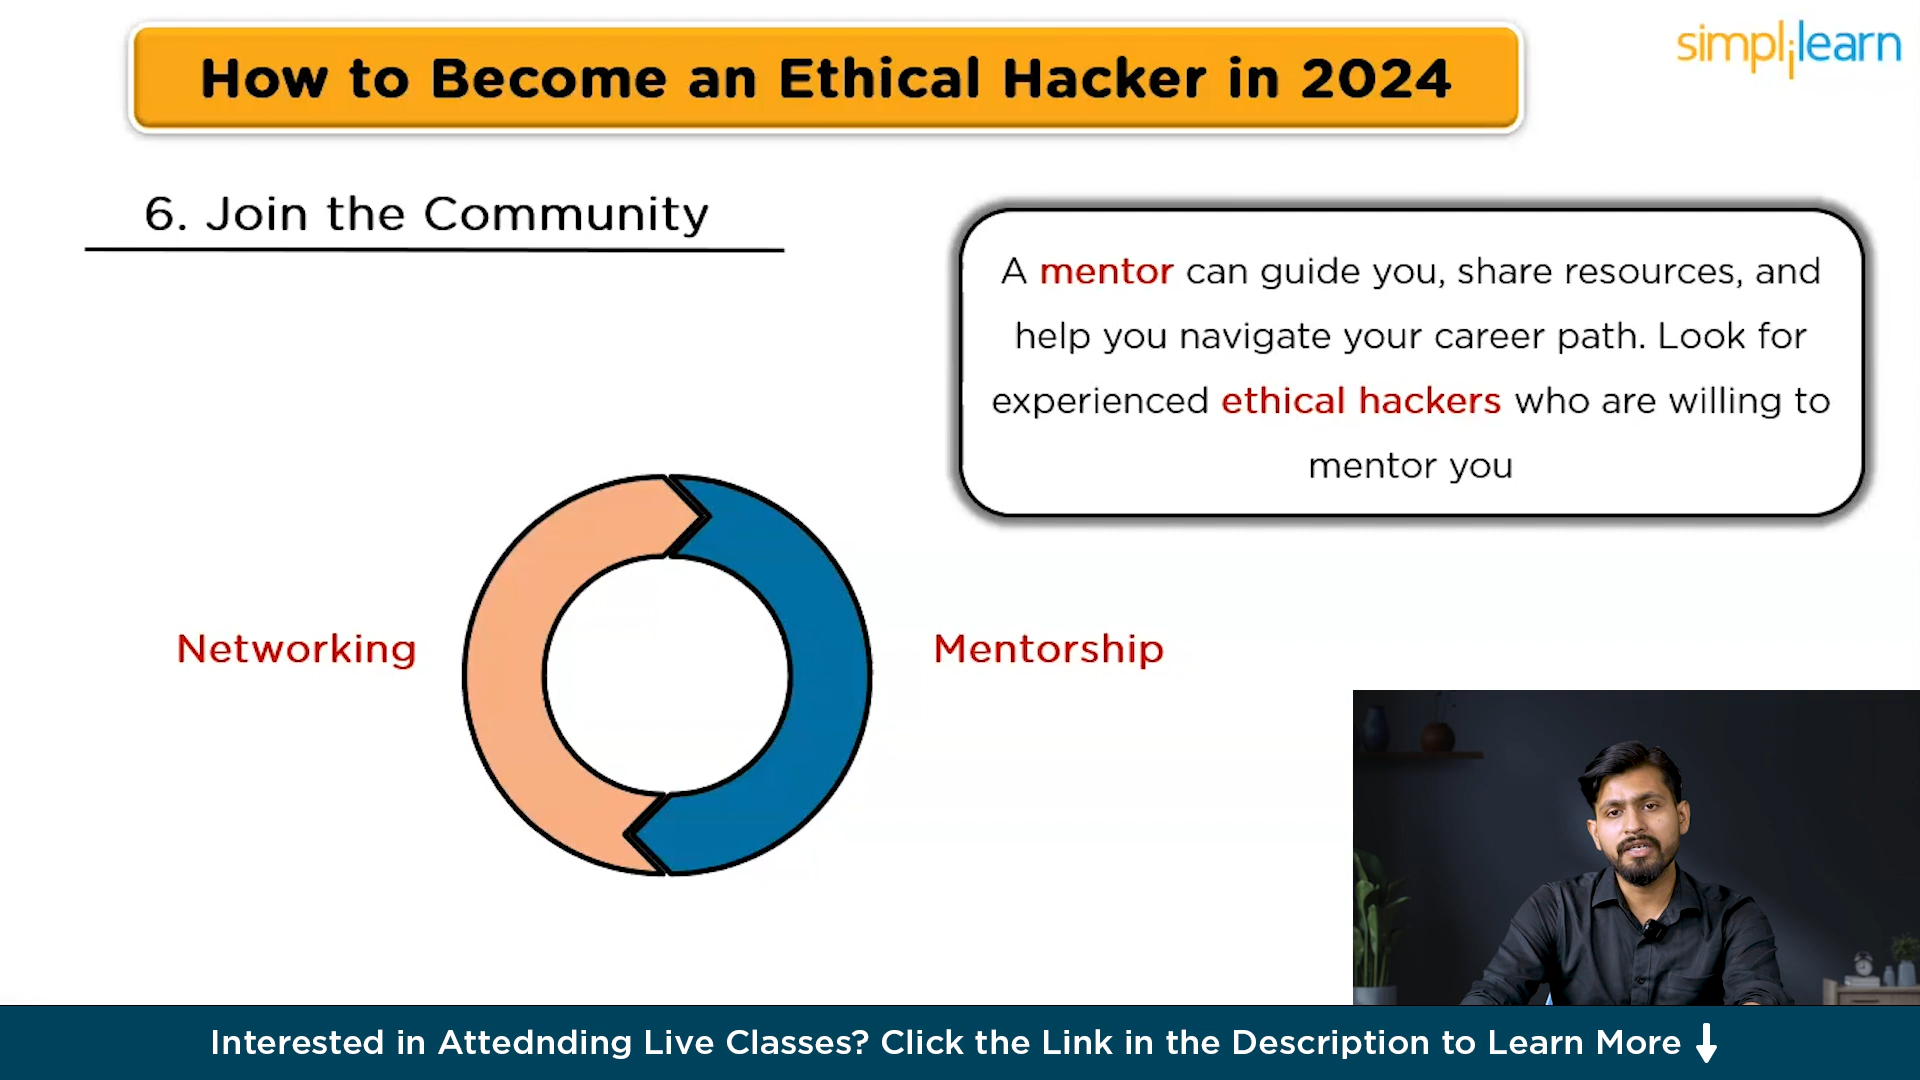 How to Become an Ethical Hacker in 2024
simplilearn
6. Join the Community
A mentor can guide you, share resources, and
help you navigate your career path. Look for
experienced ethical hackers who are willing to
mentor you
Networking
Mentorship
Interested in Attednding Live Classes? Click the Link in the Description to Learn More